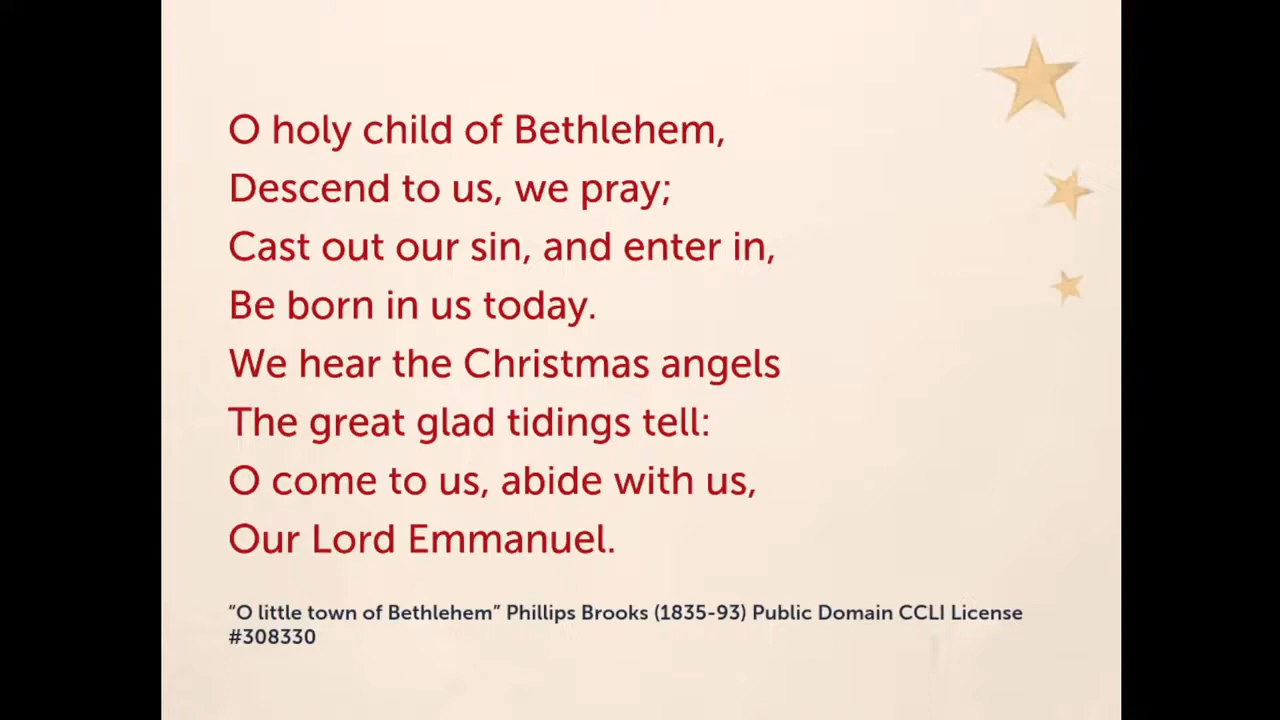 O holy child of Bethlehem,
Descend to us, we pray;
Cast out our sin, and enter in,
Be born in us today.
We hear the Christmas angels
The great glad tidings tell:
O come to us, abide with us,
Our Lord Emmanuel.
“O little town of Bethlehem” Phillips Brooks (1835-93) Public Domain CCLI License
#308330